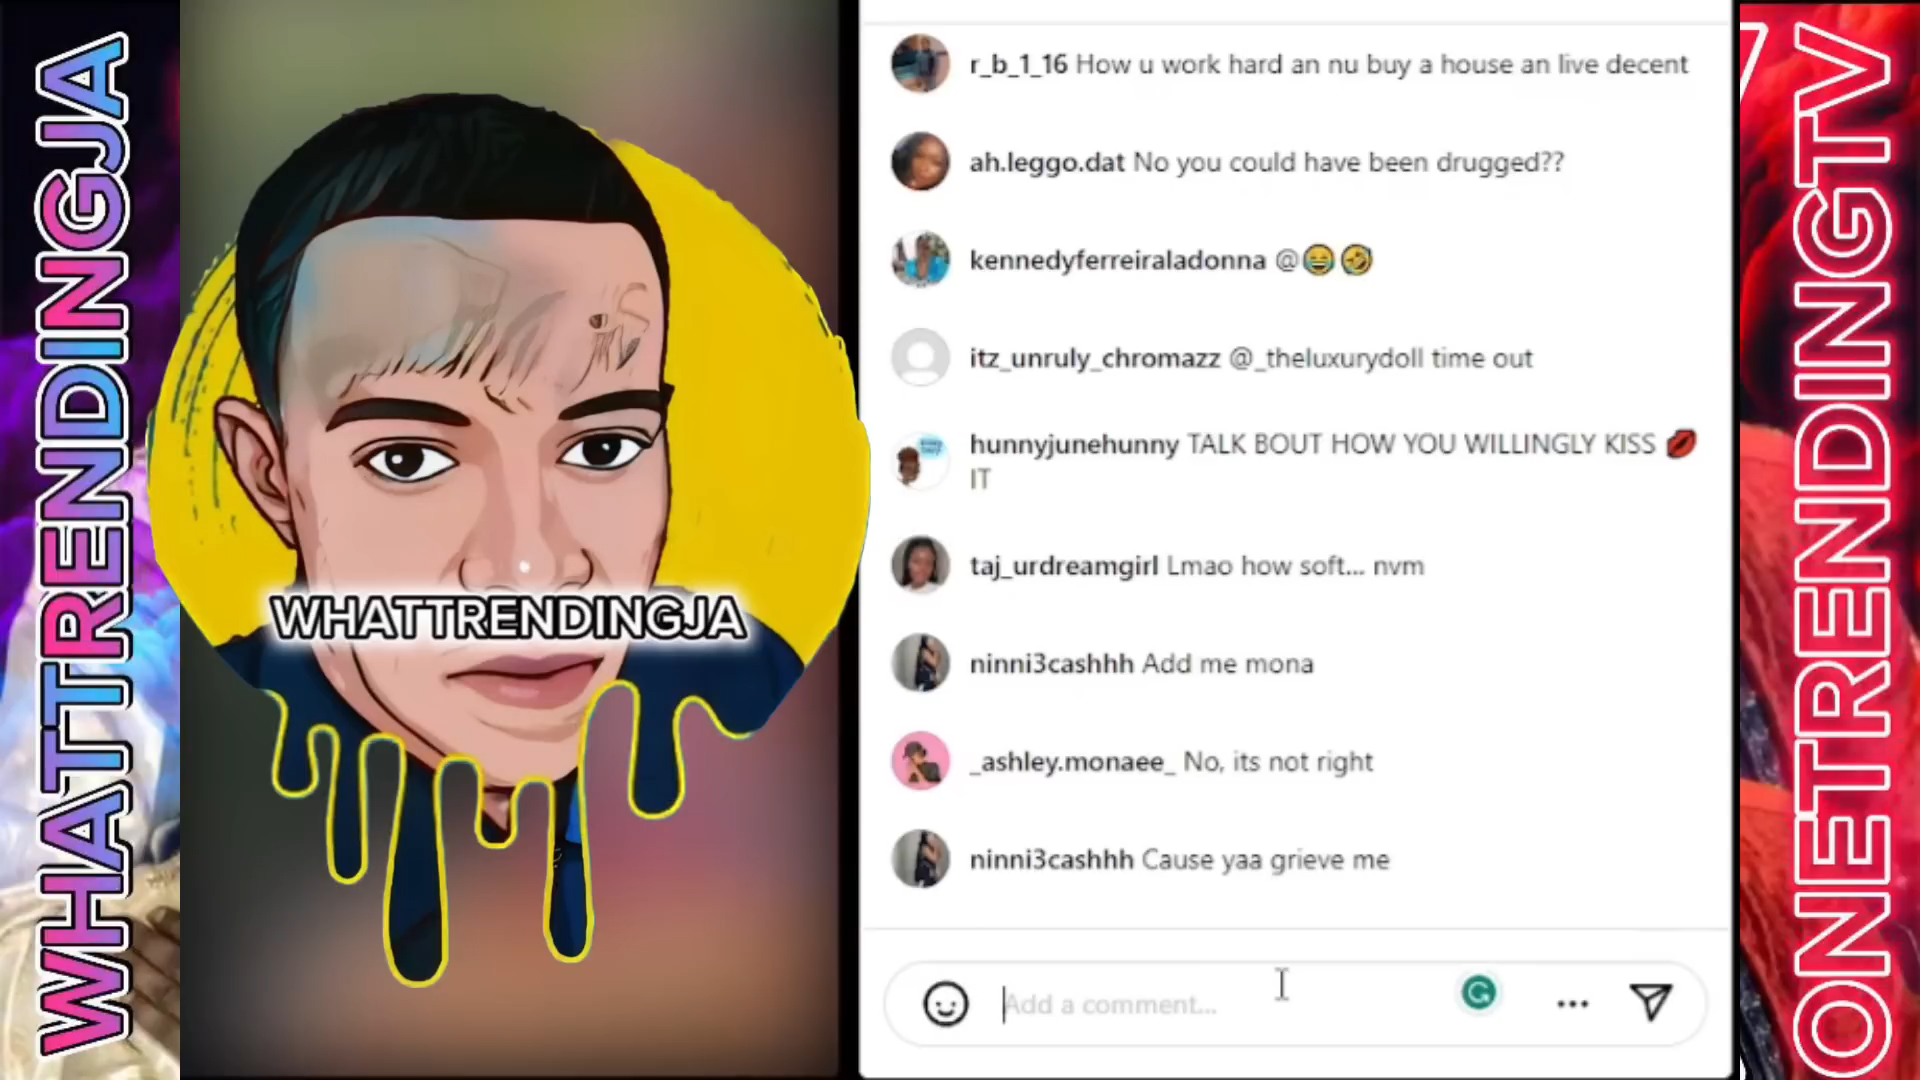 WHATTRENDINGJA
WHATTRENDINGJA
r_b_1_16 How u work hard an nu buy a house an live decent
ah.leggo.dat No you could have been drugged??
kennedyferreiraladonna @😂🤣
itz_unruly_chromazz @_theluxurydoll time out
hunnyjunehunny TALK BOUT HOW YOU WILLINGLY KISS 💋
IT
taj_urdreamgirl Lmao how soft... nvm
ninni3cashhh Add me mona
_ashley.monaee_ No, its not right
ninni3cashhh Cause yaa grieve me
Add a comment...
ONETRENDINGTV